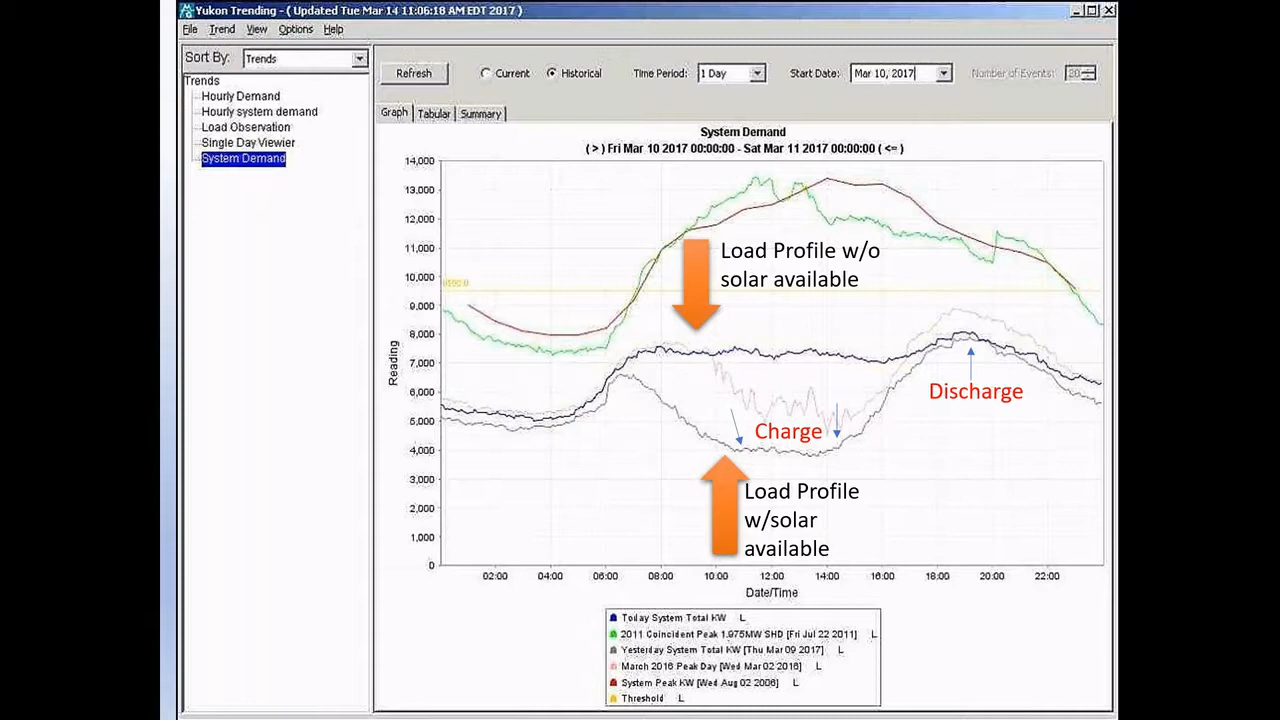 Yukon Trending - ( Updated Tue Mar 14 11:06:18 AM EDT 2017 )
File Trend View Options Help
Sort By: Trends
Refresh Current Historical Time Period: 1 Day Start Date: Mar 10, 2017 Number of Events: 20
Trends
Hourly Demand
Hourly system demand
Load Observation
Single Day Viewier
System Demand
Graph Tabular Summary
System Demand
( > ) Fri Mar 10 2017 00:00:00 - Sat Mar 11 2017 00:00:00 ( <= )
14,000
13,000
12,000
11,000
10,000
9,000
8,000
7,000
6,000
5,000
4,000
3,000
2,000
1,000
0
Reading
Load Profile w/o
solar available
Discharge
Charge
Load Profile
w/solar
available
02:00 04:00 06:00 08:00 10:00 12:00 14:00 16:00 18:00 20:00 22:00
Date/Time
Today System Total KW L
2011 Coincident Peak 1.975MW SHD [Fri Jul 22 2011] L
Yesterday System Total KW [Thu Mar 09 2017] L
March 2016 Peak Day [Wed Mar 02 2016] L
System Peak KW [Wed Aug 02 2006] L
Threshold L